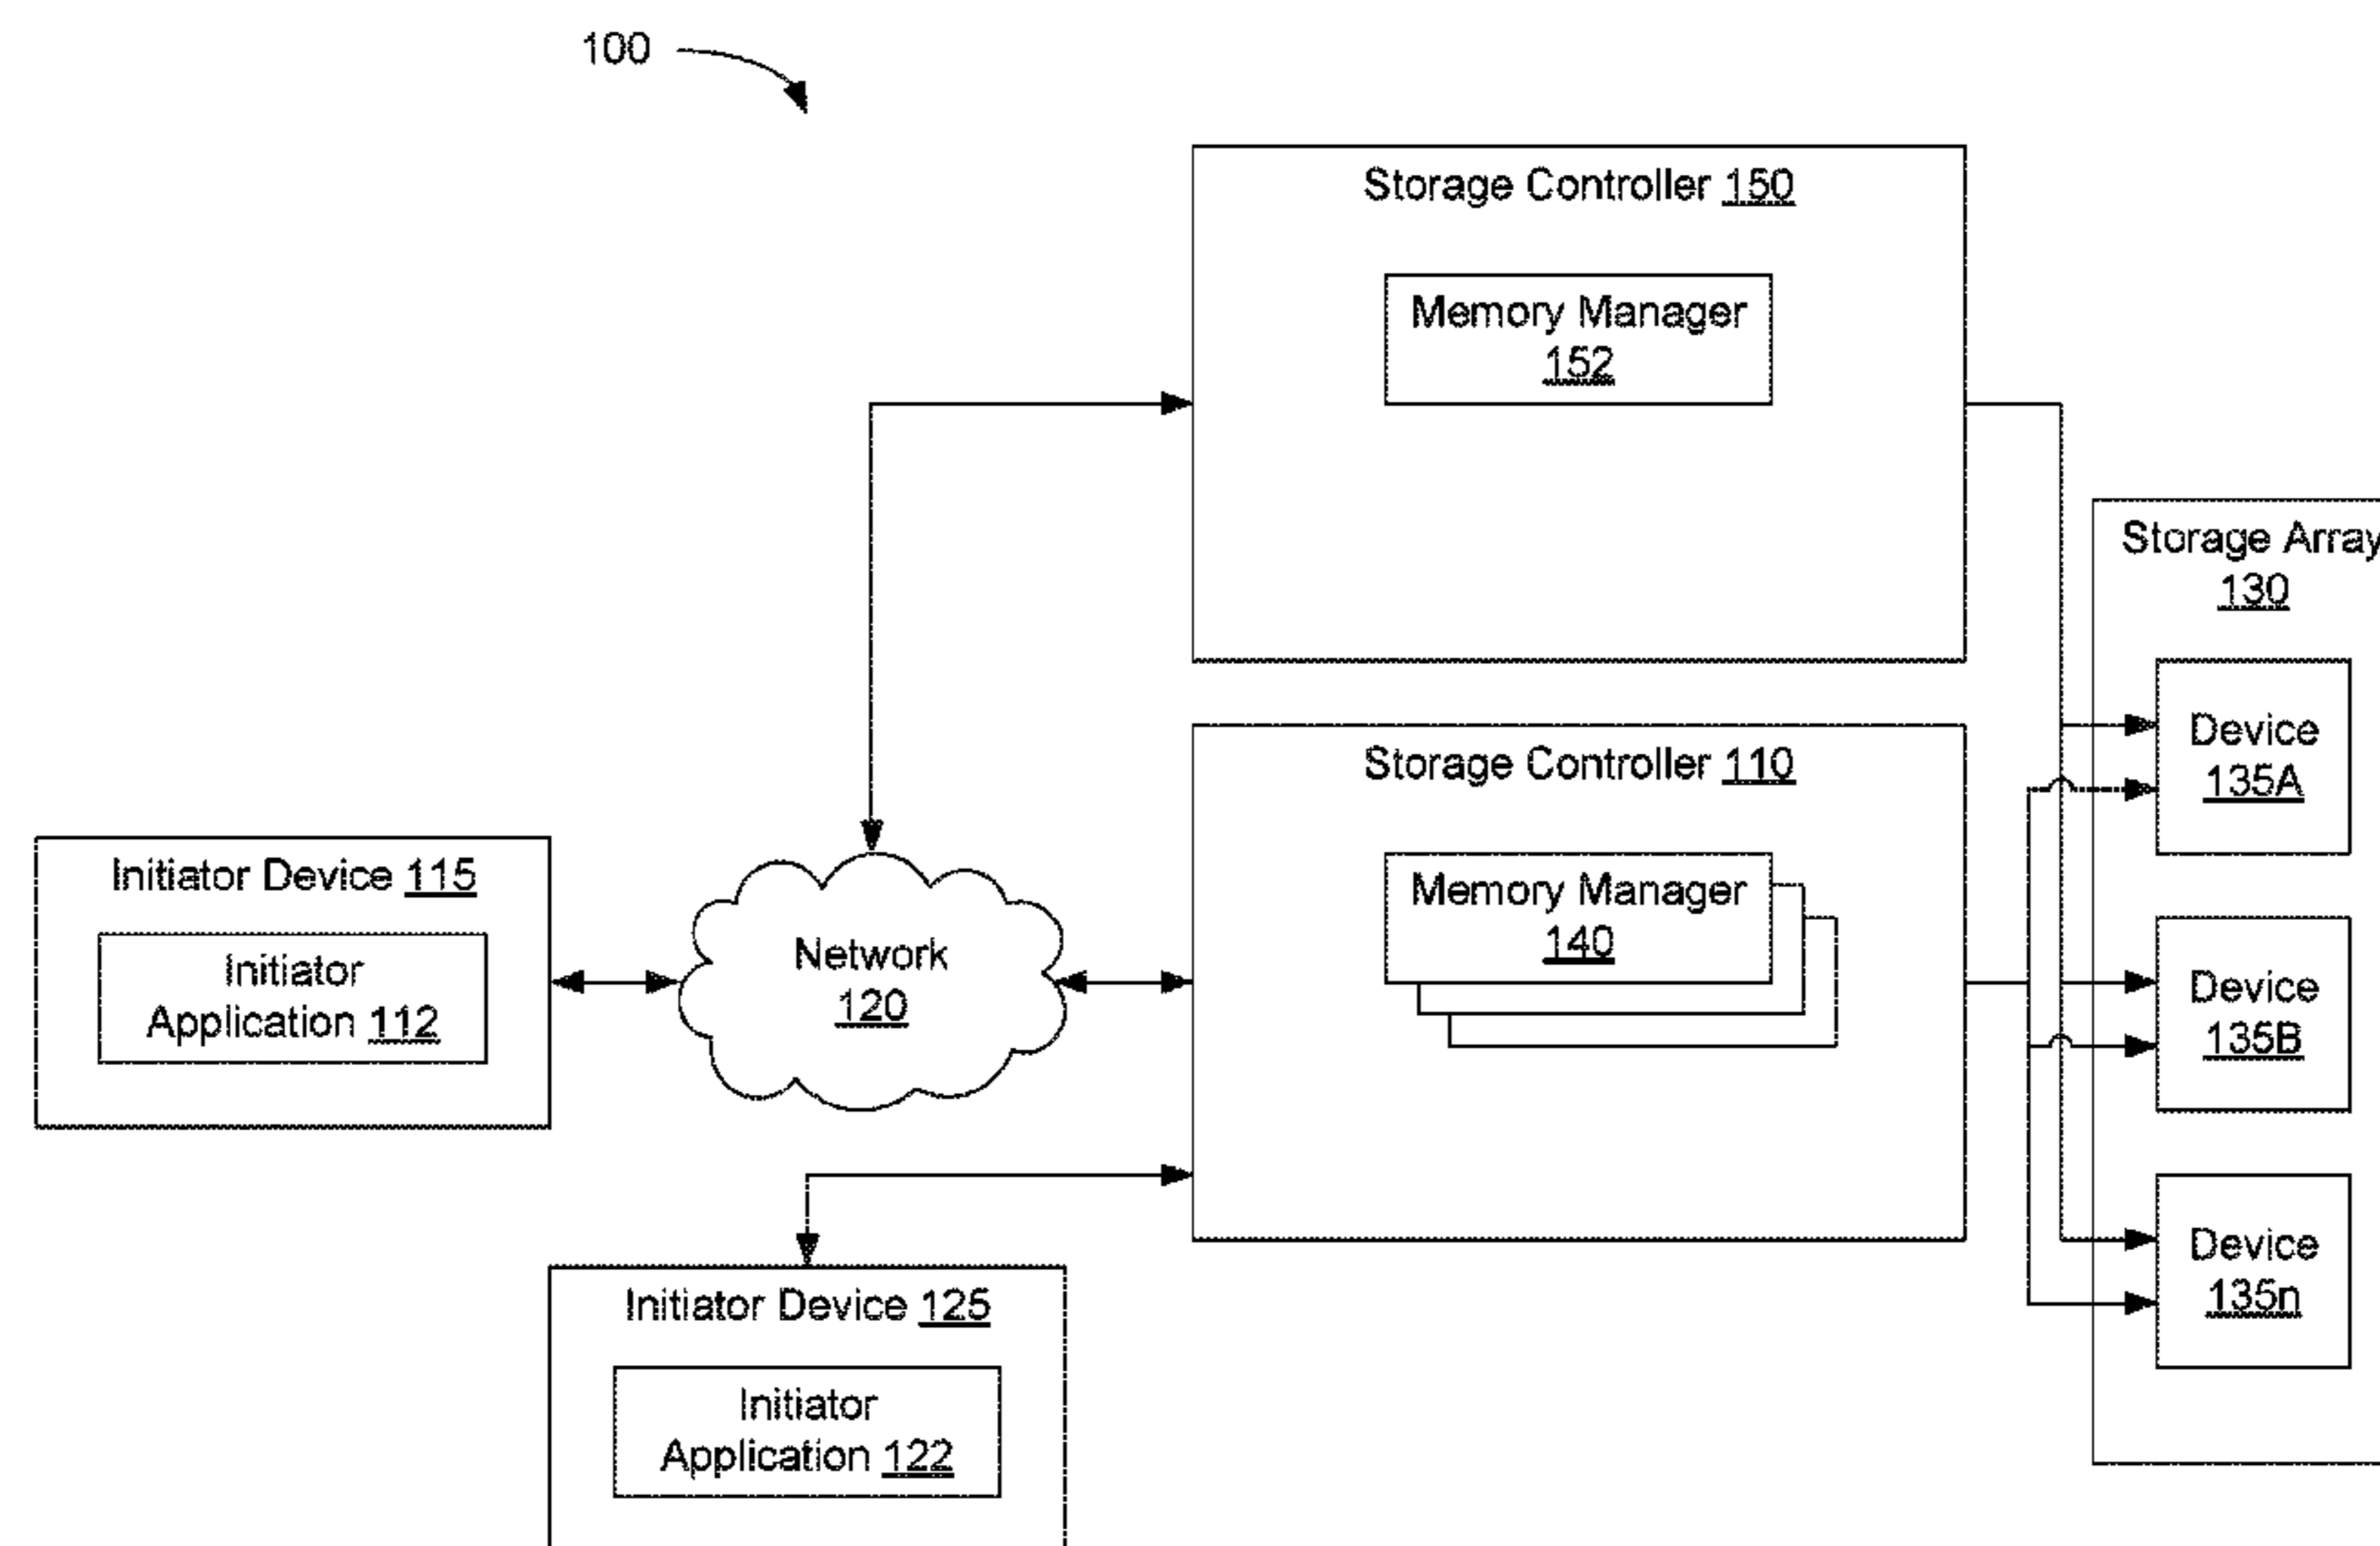 100
Storage Controller 150
Memory Manager
152
Storage Array
130
Storage Controller 110
Device
135A
Memory Manager
140
Initiator Device 115
Initiator
Application 112
Network
120
Device
135B
Device
135n
Initiator Device 125
Initiator
Application 122